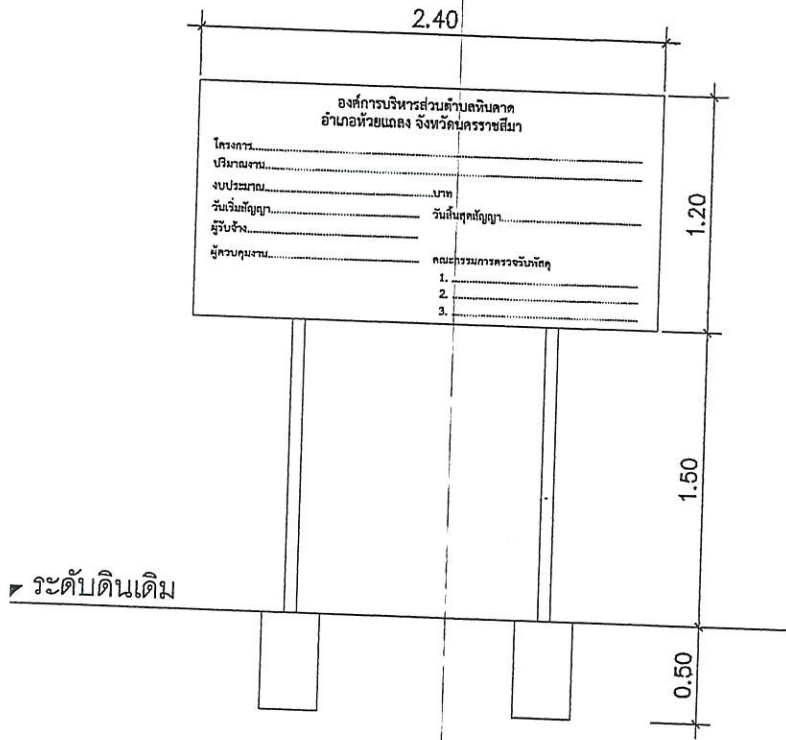 2.40
องค์การบริหารส่วนตำบลหินดาด
อำเภอห้วยแถลง จังหวัดนครราชสีมา
โครงการ
ปริมาณงาน
งบประมาณ บาท
วันเริ่มสัญญา วันสิ้นสุดสัญญา
ผู้รับจ้าง
ผู้ควบคุมงาน คณะกรรมการตรวจรับพัสดุ
1.
2.
3.
1.20
1.50
ระดับดินเดิม
0.50